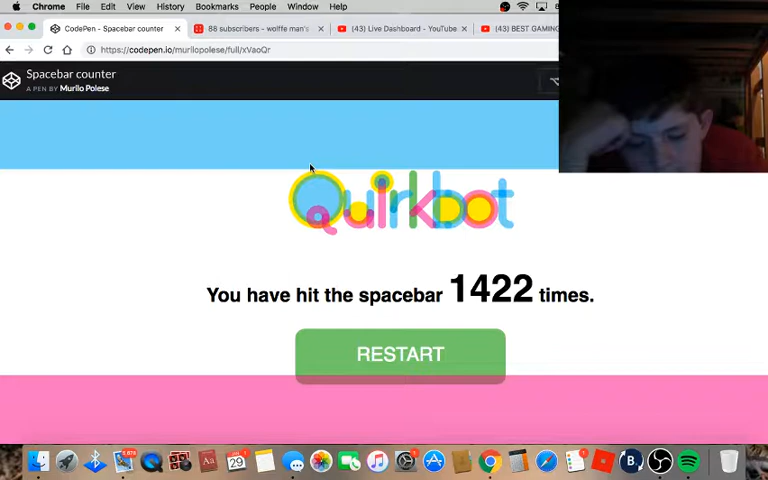 Chrome File Edit View History Bookmarks People Window Help
CodePen - Spacebar counter
88 subscribers - wolffe man's
(43) Live Dashboard - YouTube
(43) BEST GAMING
https://codepen.io/murilopolese/full/xVaoQr
Spacebar counter
A PEN BY Murilo Polese
Quirkbot
You have hit the spacebar 1422 times.
RESTART
29